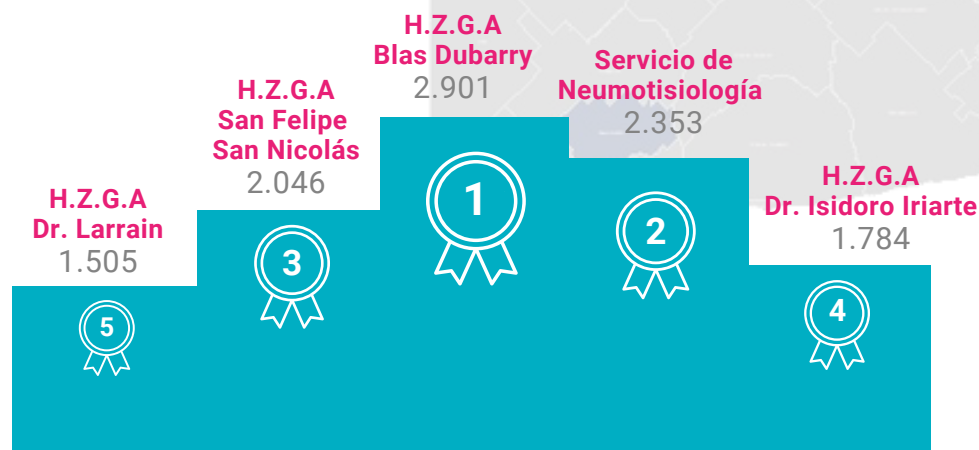 H.Z.G.A
Dr. Larrain
1.505
5
H.Z.G.A
San Felipe
San Nicolás
2.046
3
H.Z.G.A
Blas Dubarry
2.901
1
Servicio de
Neumotisiología
2.353
2
H.Z.G.A
Dr. Isidoro Iriarte
1.784
4